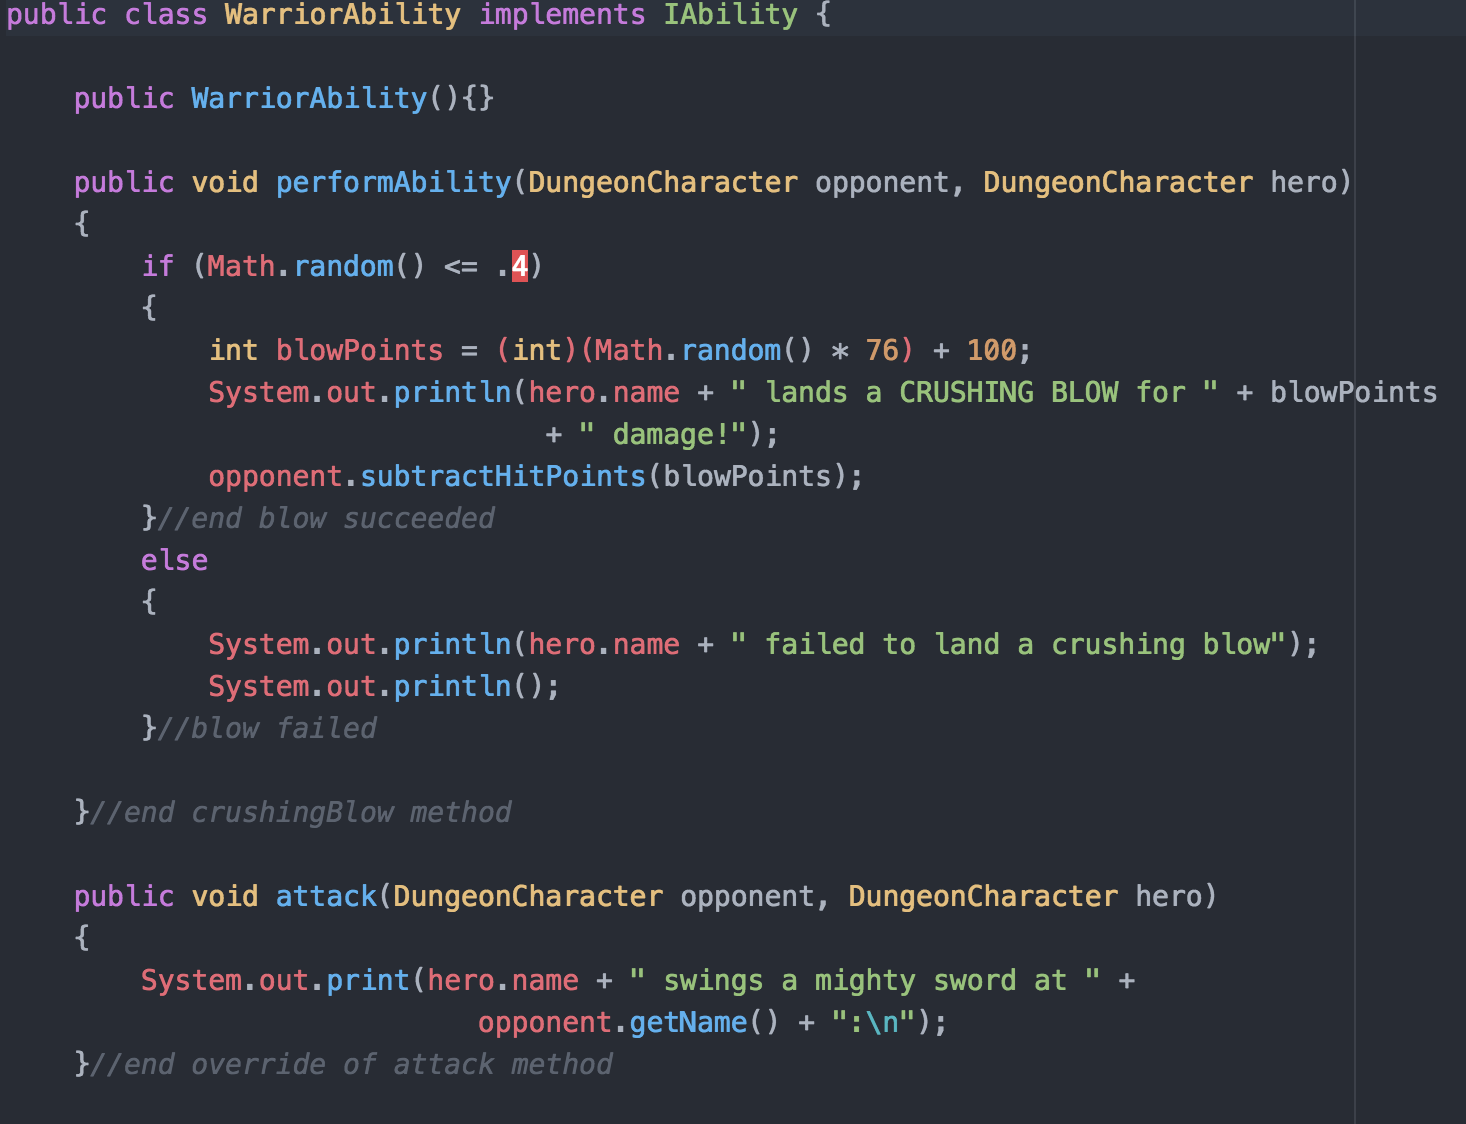 public class WarriorAbility implements IAbility {
public WarriorAbility(){}
public void performAbility(DungeonCharacter opponent, DungeonCharacter hero)
{
if (Math.random() <= .4)
{
int blowPoints = (int)(Math.random() * 76) + 100;
System.out.println(hero.name + " lands a CRUSHING BLOW for " + blowPoints
+ " damage!");
opponent.subtractHitPoints(blowPoints);
}//end blow succeeded
else
{
System.out.println(hero.name + " failed to land a crushing blow");
System.out.println();
}//blow failed
}//end crushingBlow method
public void attack(DungeonCharacter opponent, DungeonCharacter hero)
{
System.out.print(hero.name + " swings a mighty sword at " +
opponent.getName() + ":\n");
}//end override of attack method